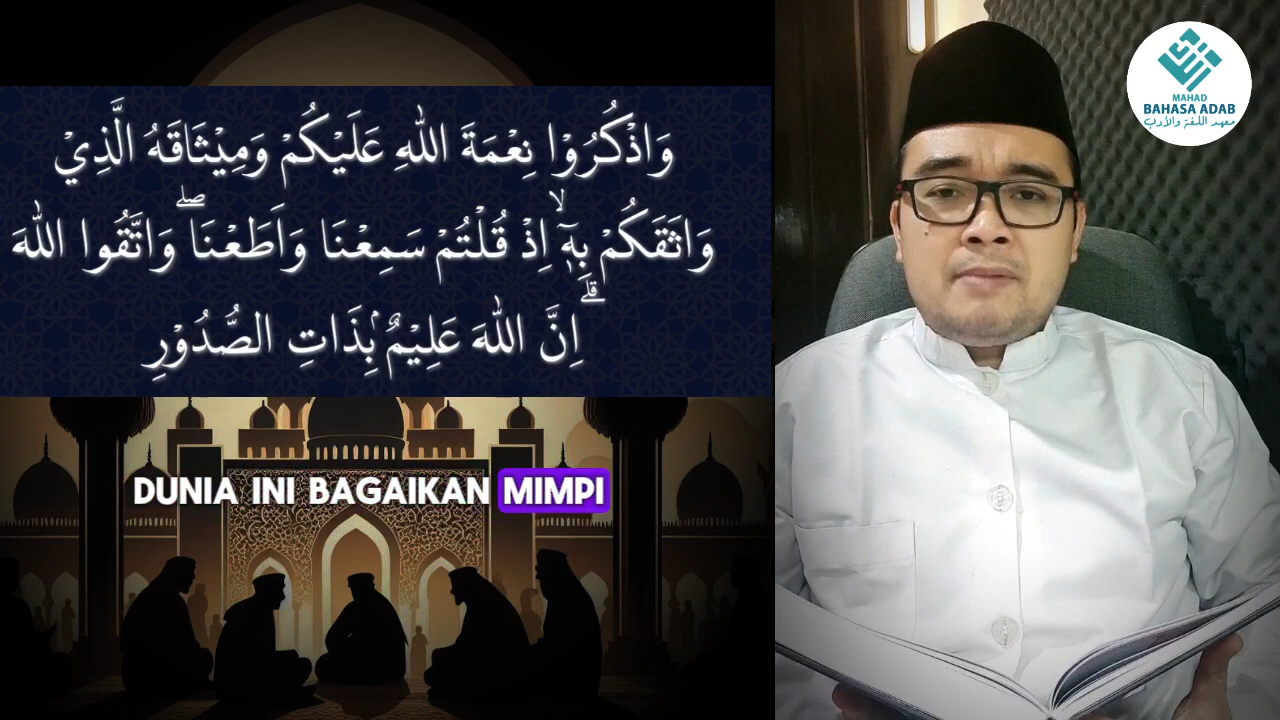 وَاذْكُرُوْا نِعْمَةَ اللّٰهِ عَلَيْكُمْ وَمِيْثَاقَهُ الَّذِيْ
وَاثَقَكُمْ بِهٖٓ ۙ اِذْ قُلْتُمْ سَمِعْنَا وَاَطَعْنَا ۖ وَاتَّقُوا اللّٰهَ
ۗ اِنَّ اللّٰهَ عَلِيْمٌ ۢبِذَاتِ الصُّدُوْرِ
DUNIA INI BAGAIKAN MIMPI
MAHAD
BAHASA ADAB
معهد اللغة والأدب